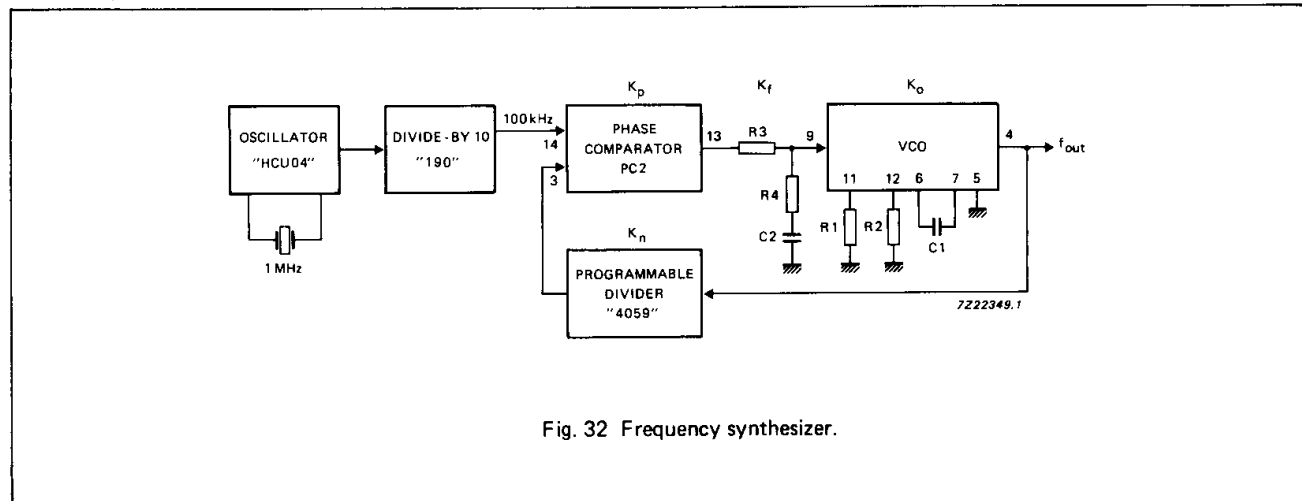 Kp
Kf
Ko
OSCILLATOR
"HCU04"
DIVIDE-BY 10
"190"
100kHz
14
3
PHASE
COMPARATOR
PC2
13
R3
9
VCO
4
fout
11
12
6
7
5
R4
R1
R2
C1
C2
1 MHz
Kn
PROGRAMMABLE
DIVIDER
"4059"
7Z22349.1
Fig. 32 Frequency synthesizer.